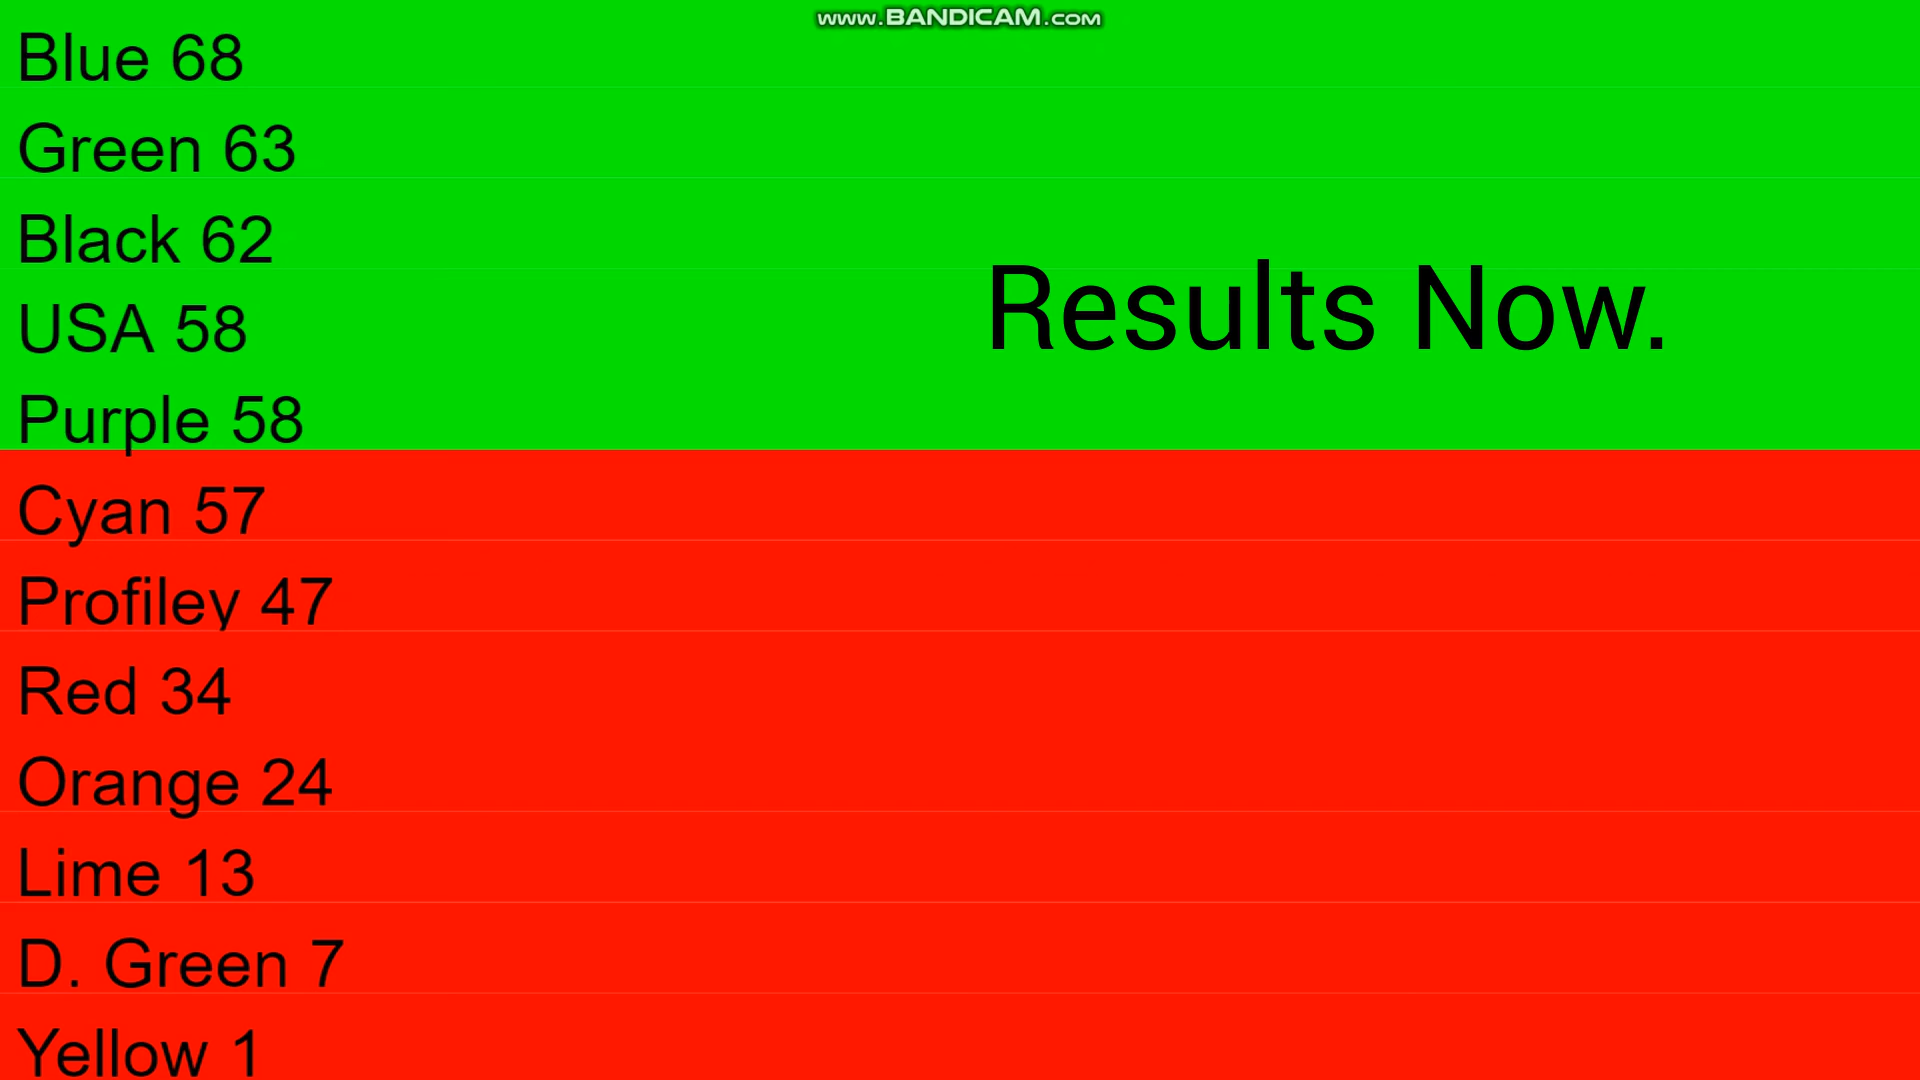 www.BANDICAM.com
Blue 68
Green 63
Black 62
USA 58
Results Now.
Purple 58
Cyan 57
Profiley 47
Red 34
Orange 24
Lime 13
D. Green 7
Yellow 1